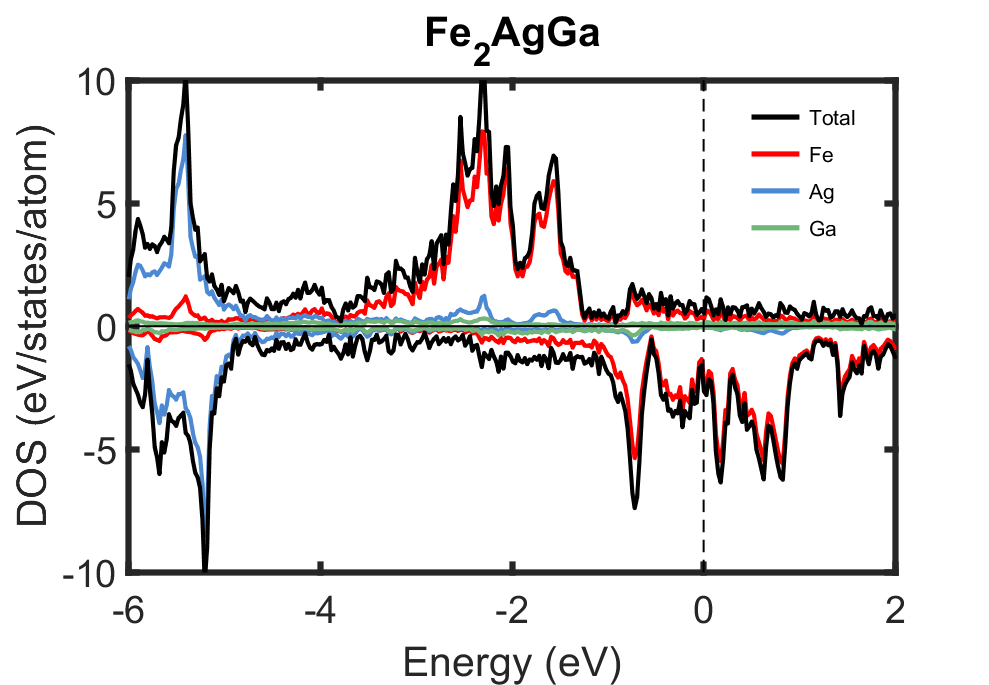 Fe₂AgGa
10
5
0
-5
-10
DOS (eV/states/atom)
Total
Fe
Ag
Ga
-6 -4 -2 0 2
Energy (eV)